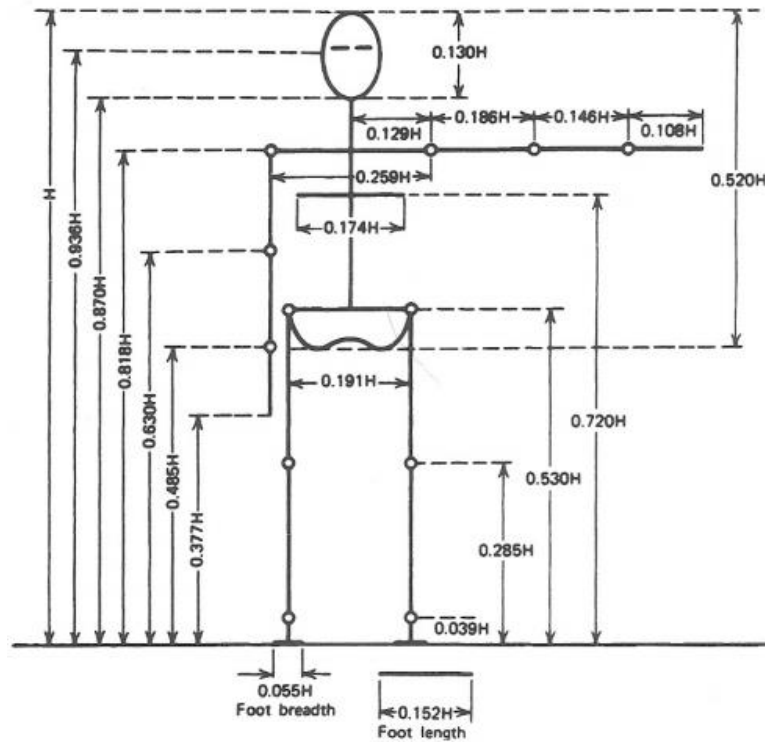 0.130H
0.129H
0.186H
0.146H
0.108H
0.259H
0.520H
0.174H
H
0.936H
0.870H
0.818H
0.630H
0.485H
0.377H
0.191H
0.720H
0.530H
0.285H
0.039H
0.055H
Foot breadth
0.152H
Foot length